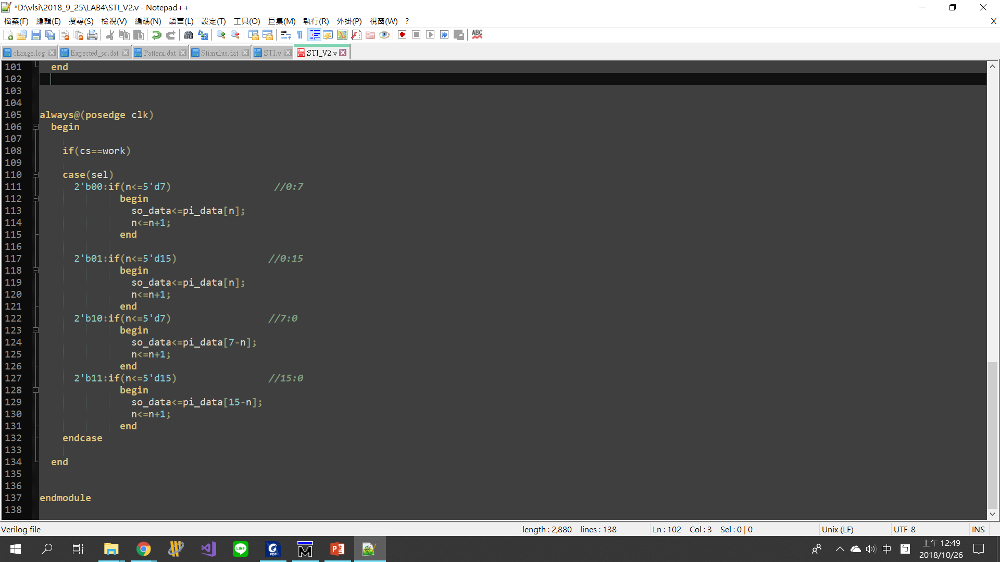 *D:\vlsi\2018_9_25\LAB4\STI_V2.v - Notepad++
檔案(F) 編輯(E) 搜尋(S) 檢視(V) 編碼(N) 語言(L) 設定(T) 工具(O) 巨集(M) 執行(R) 外掛(P) 視窗(W) ? X
ABC
change.log Expected_so.dat Pattern.dat Stimulus.dat STI.v STI_V2.v
101 end
102
103
104
105 always@(posedge clk)
106 begin
107
108 if(cs==work)
109
110 case(sel)
111 2'b00:if(n<=5'd7) //0:7
112 begin
113 so_data<=pi_data[n];
114 n<=n+1;
115 end
116
117 2'b01:if(n<=5'd15) //0:15
118 begin
119 so_data<=pi_data[n];
120 n<=n+1;
121 end
122 2'b10:if(n<=5'd7) //7:0
123 begin
124 so_data<=pi_data[7-n];
125 n<=n+1;
126 end
127 2'b11:if(n<=5'd15) //15:0
128 begin
129 so_data<=pi_data[15-n];
130 n<=n+1;
131 end
132 endcase
133
134 end
135
136
137 endmodule
138
Verilog file length : 2,880 lines : 138 Ln : 102 Col : 3 Sel : 0 | 0 Unix (LF) UTF-8 INS
LINE PDF M 中 ㄅ 上午 12:49
2018/10/26